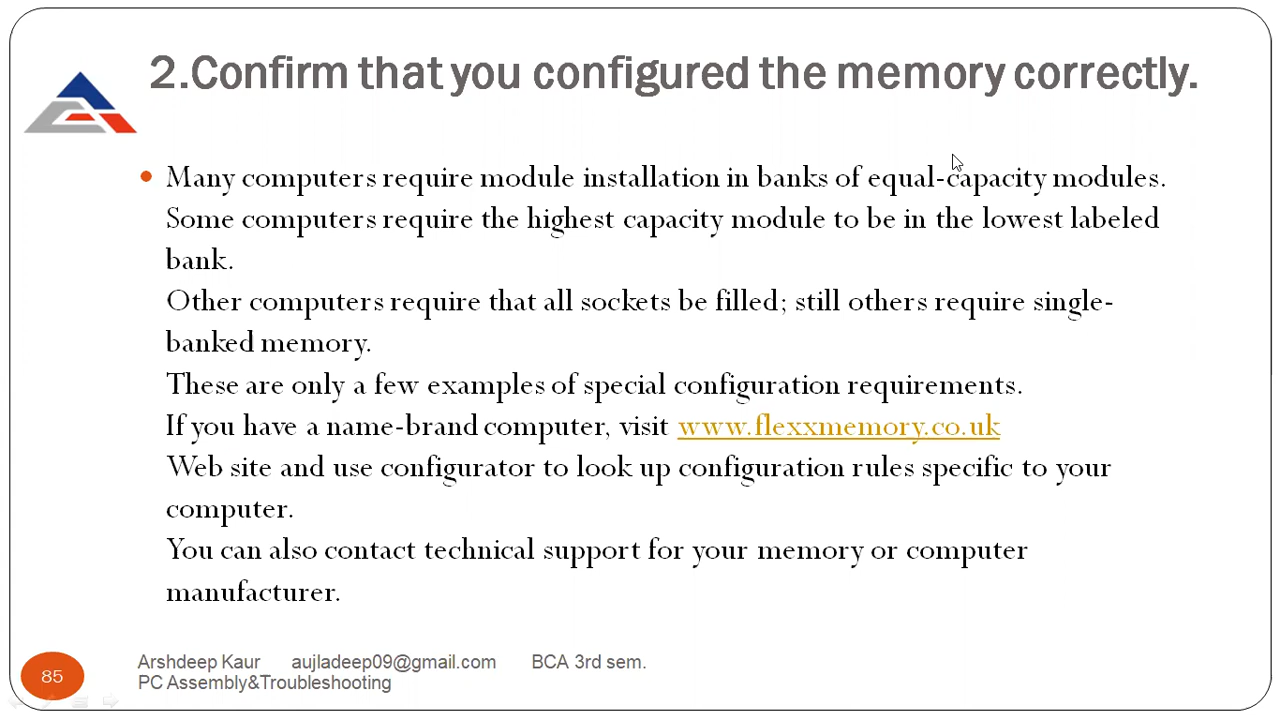 2.Confirm that you configured the memory correctly.
Many computers require module installation in banks of equal-capacity modules.
Some computers require the highest capacity module to be in the lowest labeled
bank.
Other computers require that all sockets be filled; still others require single-
banked memory.
These are only a few examples of special configuration requirements.
If you have a name-brand computer, visit www.flexxmemory.co.uk
Web site and use configurator to look up configuration rules specific to your
computer.
You can also contact technical support for your memory or computer
manufacturer.
85
Arshdeep Kaur aujladeep09@gmail.com BCA 3rd sem.
PC Assembly&Troubleshooting